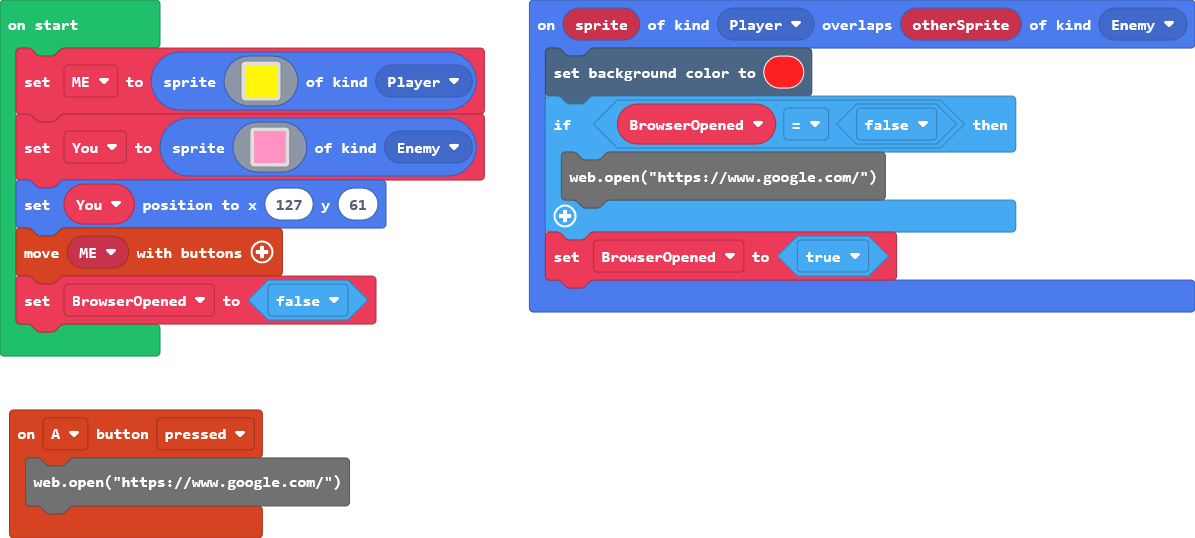 on start
set ME to sprite of kind Player
set You to sprite of kind Enemy
set You position to x 127 y 61
move ME with buttons
set BrowserOpened to false
on sprite of kind Player overlaps otherSprite of kind Enemy
set background color to
if BrowserOpened = false then
web.open("https://www.google.com/")
set BrowserOpened to true
on A button pressed
web.open("https://www.google.com/")